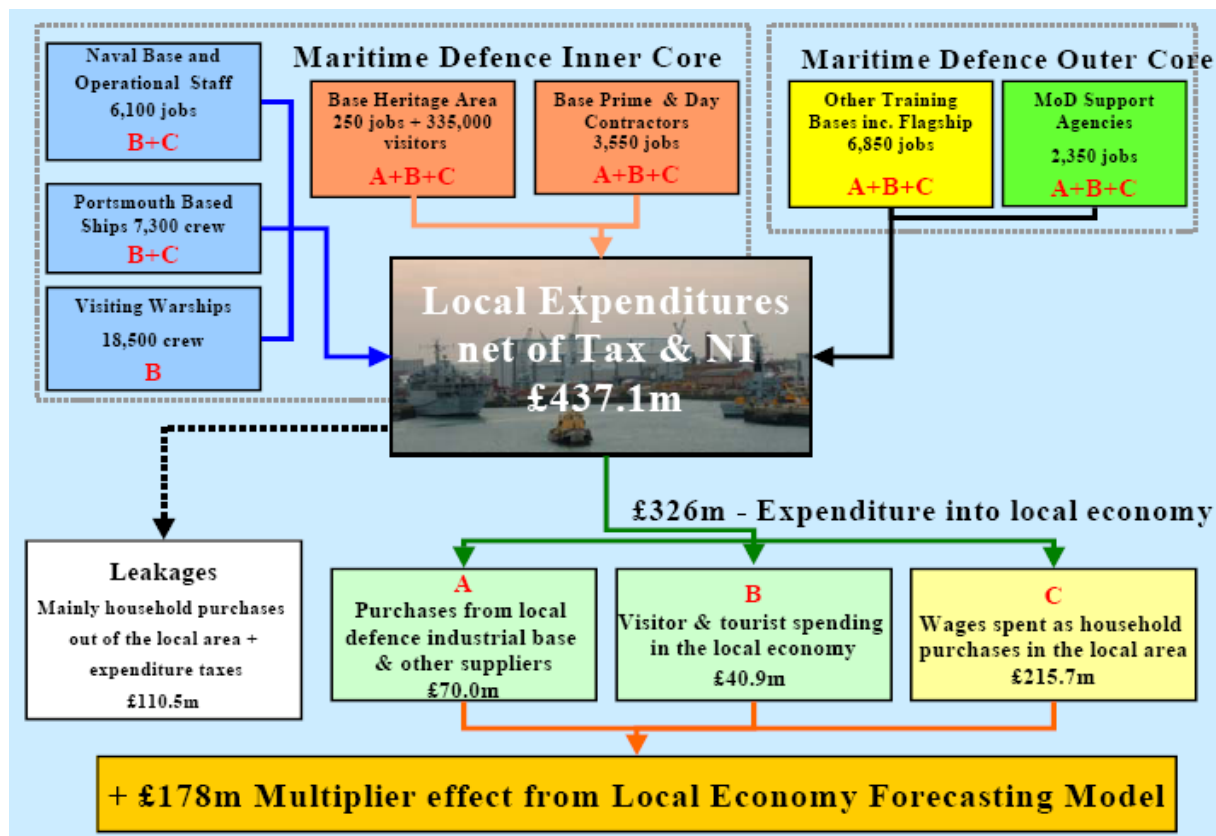 Naval Base and
Operational Staff
6,100 jobs
B+C
Portsmouth Based
Ships 7,300 crew
B+C
Visiting Warships
18,500 crew
B
Maritime Defence Inner Core
Base Heritage Area
250 jobs + 335,000
visitors
A+B+C
Base Prime & Day
Contractors
3,550 jobs
A+B+C
Maritime Defence Outer Core
Other Training
Bases inc. Flagship
6,850 jobs
A+B+C
MoD Support
Agencies
2,350 jobs
A+B+C
Local Expenditures
net of Tax & NI
£437.1m
£326m - Expenditure into local economy
Leakages
Mainly household purchases
out of the local area +
expenditure taxes
£110.5m
A
Purchases from local
defence industrial base
& other suppliers
£70.0m
B
Visitor & tourist spending
in the local economy
£40.9m
C
Wages spent as household
purchases in the local area
£215.7m
+ £178m Multiplier effect from Local Economy Forecasting Model